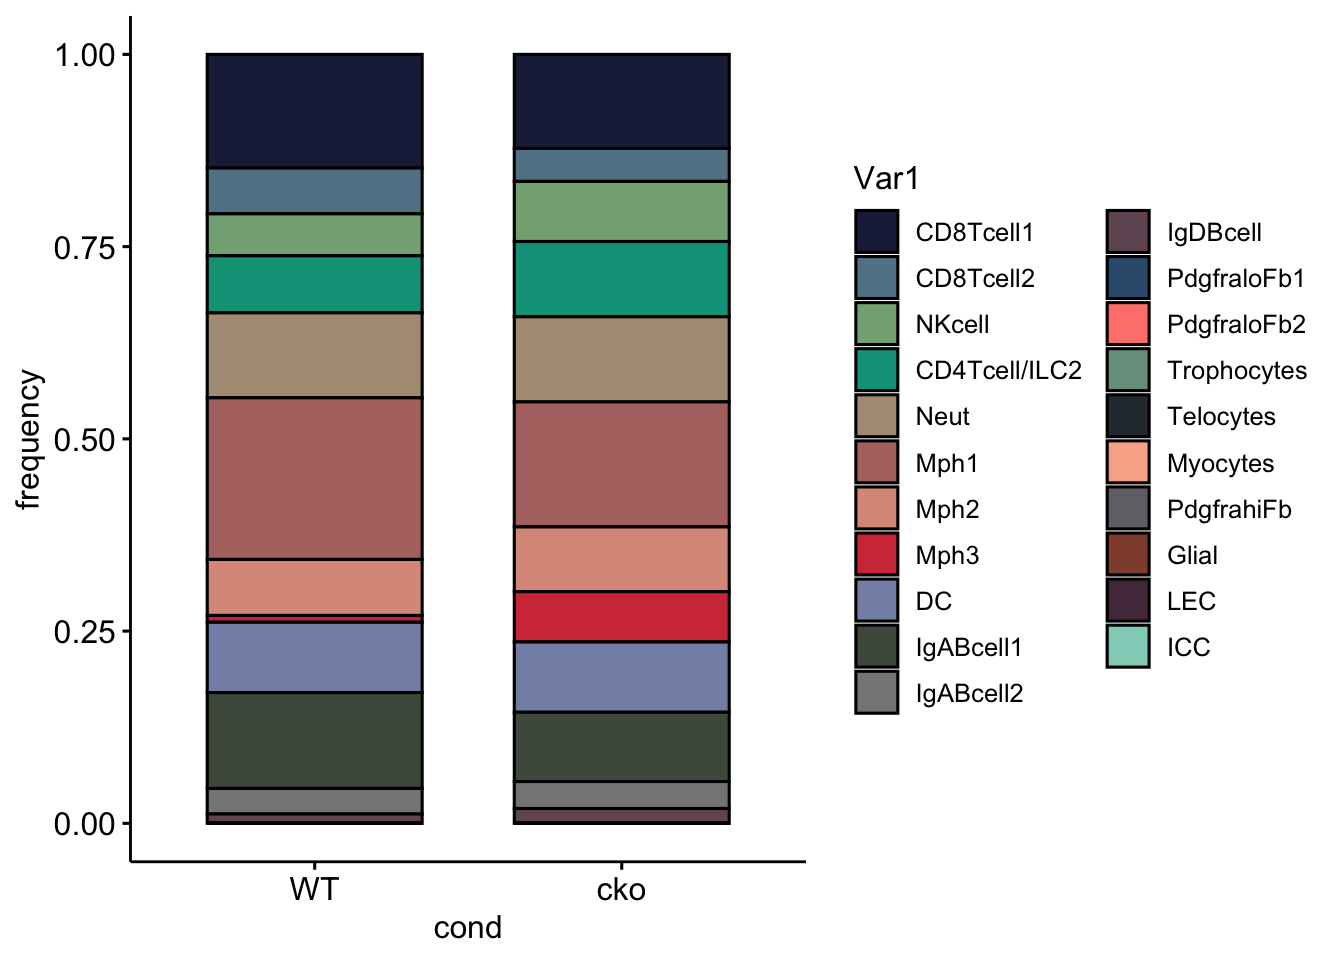 1.00
0.75
0.50
0.25
0.00
frequency
WT
cko
cond
Var1
CD8Tcell1
CD8Tcell2
NKcell
CD4Tcell/ILC2
Neut
Mph1
Mph2
Mph3
DC
IgABcell1
IgABcell2
IgDBcell
PdgfraloFb1
PdgfraloFb2
Trophocytes
Telocytes
Myocytes
PdgfrahiFb
Glial
LEC
ICC